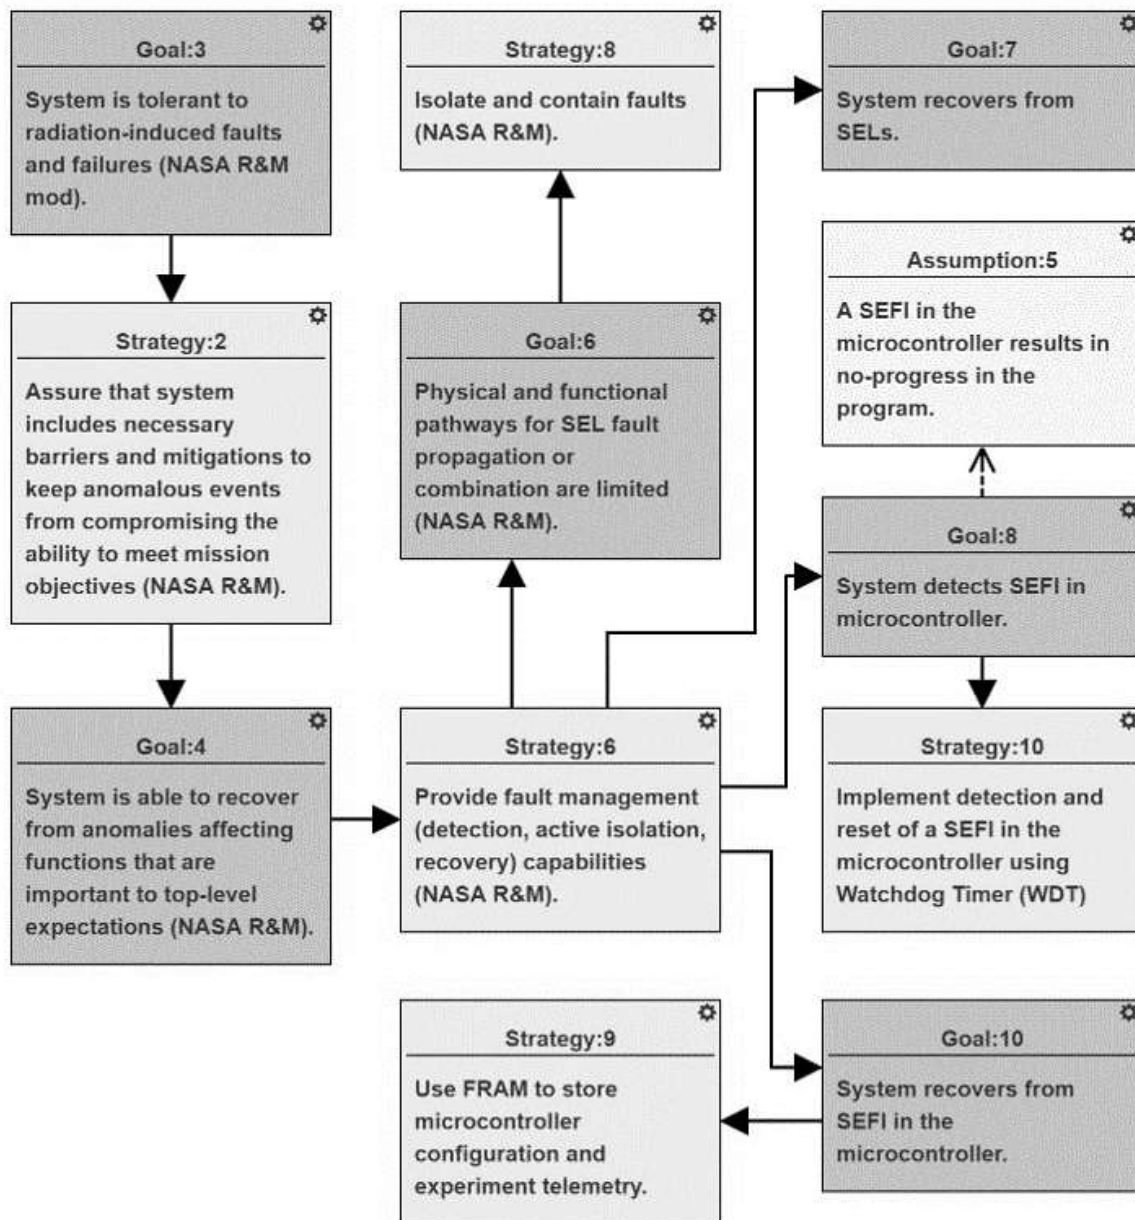 Goal:3
System is tolerant to
radiation-induced faults
and failures (NASA R&M
mod).
Strategy:2
Assure that system
includes necessary
barriers and mitigations to
keep anomalous events
from compromising the
ability to meet mission
objectives (NASA R&M).
Goal:4
System is able to recover
from anomalies affecting
functions that are
important to top-level
expectations (NASA R&M).
Strategy:8
Isolate and contain faults
(NASA R&M).
Goal:6
Physical and functional
pathways for SEL fault
propagation or
combination are limited
(NASA R&M).
Strategy:6
Provide fault management
(detection, active isolation,
recovery) capabilities
(NASA R&M).
Strategy:9
Use FRAM to store
microcontroller
configuration and
experiment telemetry.
Goal:7
System recovers from
SELs.
Assumption:5
A SEFI in the
microcontroller results in
no-progress in the
program.
Goal:8
System detects SEFI in
microcontroller.
Strategy:10
Implement detection and
reset of a SEFI in the
microcontroller using
Watchdog Timer (WDT)
Goal:10
System recovers from
SEFI in the
microcontroller.